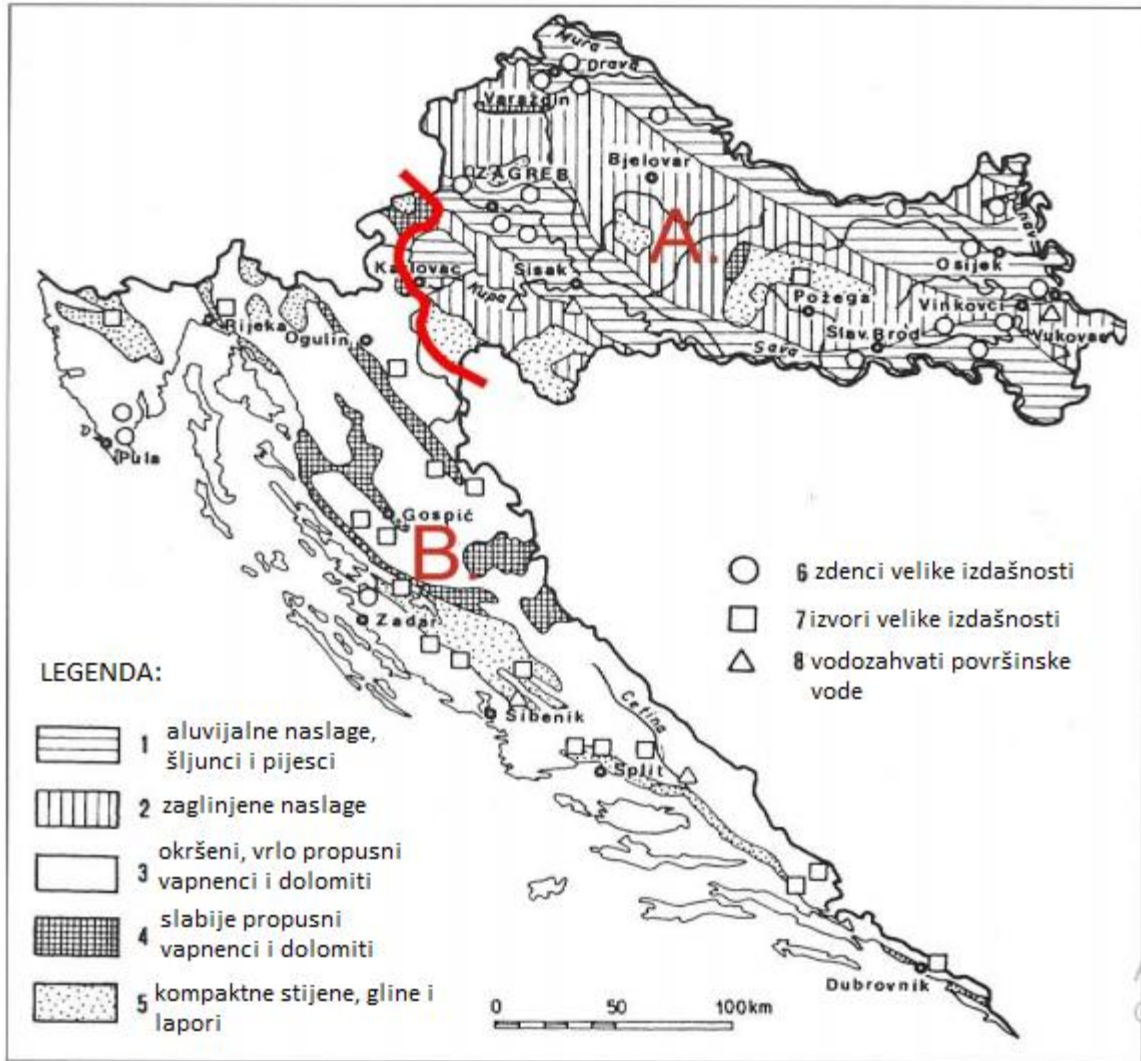 Mura
Drava
Varaždin
ZAGREB
Bjelovar
A.
Karlovac
Sisak
Kupa
Osijek
Požega
Vinkovci
Slav. Brod
Vukovar
Sava
Rijeka
Ogulin
Pula
Gospić
B.
Zadar
Šibenik
Cetina
Split
Dubrovnik
6 zdenci velike izdašnosti
7 izvori velike izdašnosti
8 vodozahvati površinske
vode
LEGENDA:
1 aluvijalne naslage,
šljunci i pijesci
2 zaglinjene naslage
3 okršeni, vrlo propusni
vapnenci i dolomiti
4 slabije propusni
vapnenci i dolomiti
5 kompaktne stijene, gline i
lapori
0 50 100km